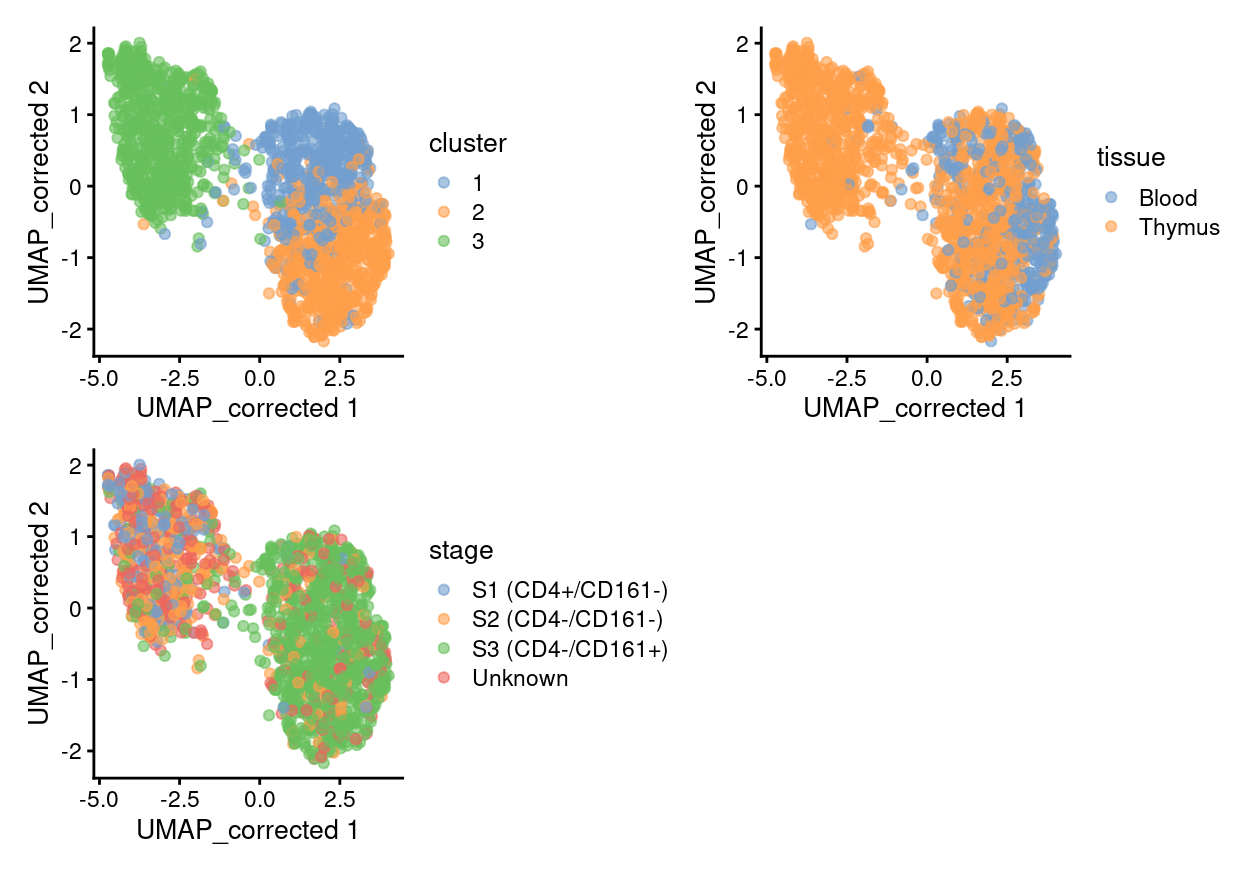 2
1
0
-1
-2
-5.0 -2.5 0.0 2.5
UMAP_corrected 1
UMAP_corrected 2
cluster
1
2
3
2
1
0
-1
-2
-5.0 -2.5 0.0 2.5
UMAP_corrected 1
UMAP_corrected 2
tissue
Blood
Thymus
2
1
0
-1
-2
-5.0 -2.5 0.0 2.5
UMAP_corrected 1
UMAP_corrected 2
stage
S1 (CD4+/CD161-)
S2 (CD4-/CD161-)
S3 (CD4-/CD161+)
Unknown